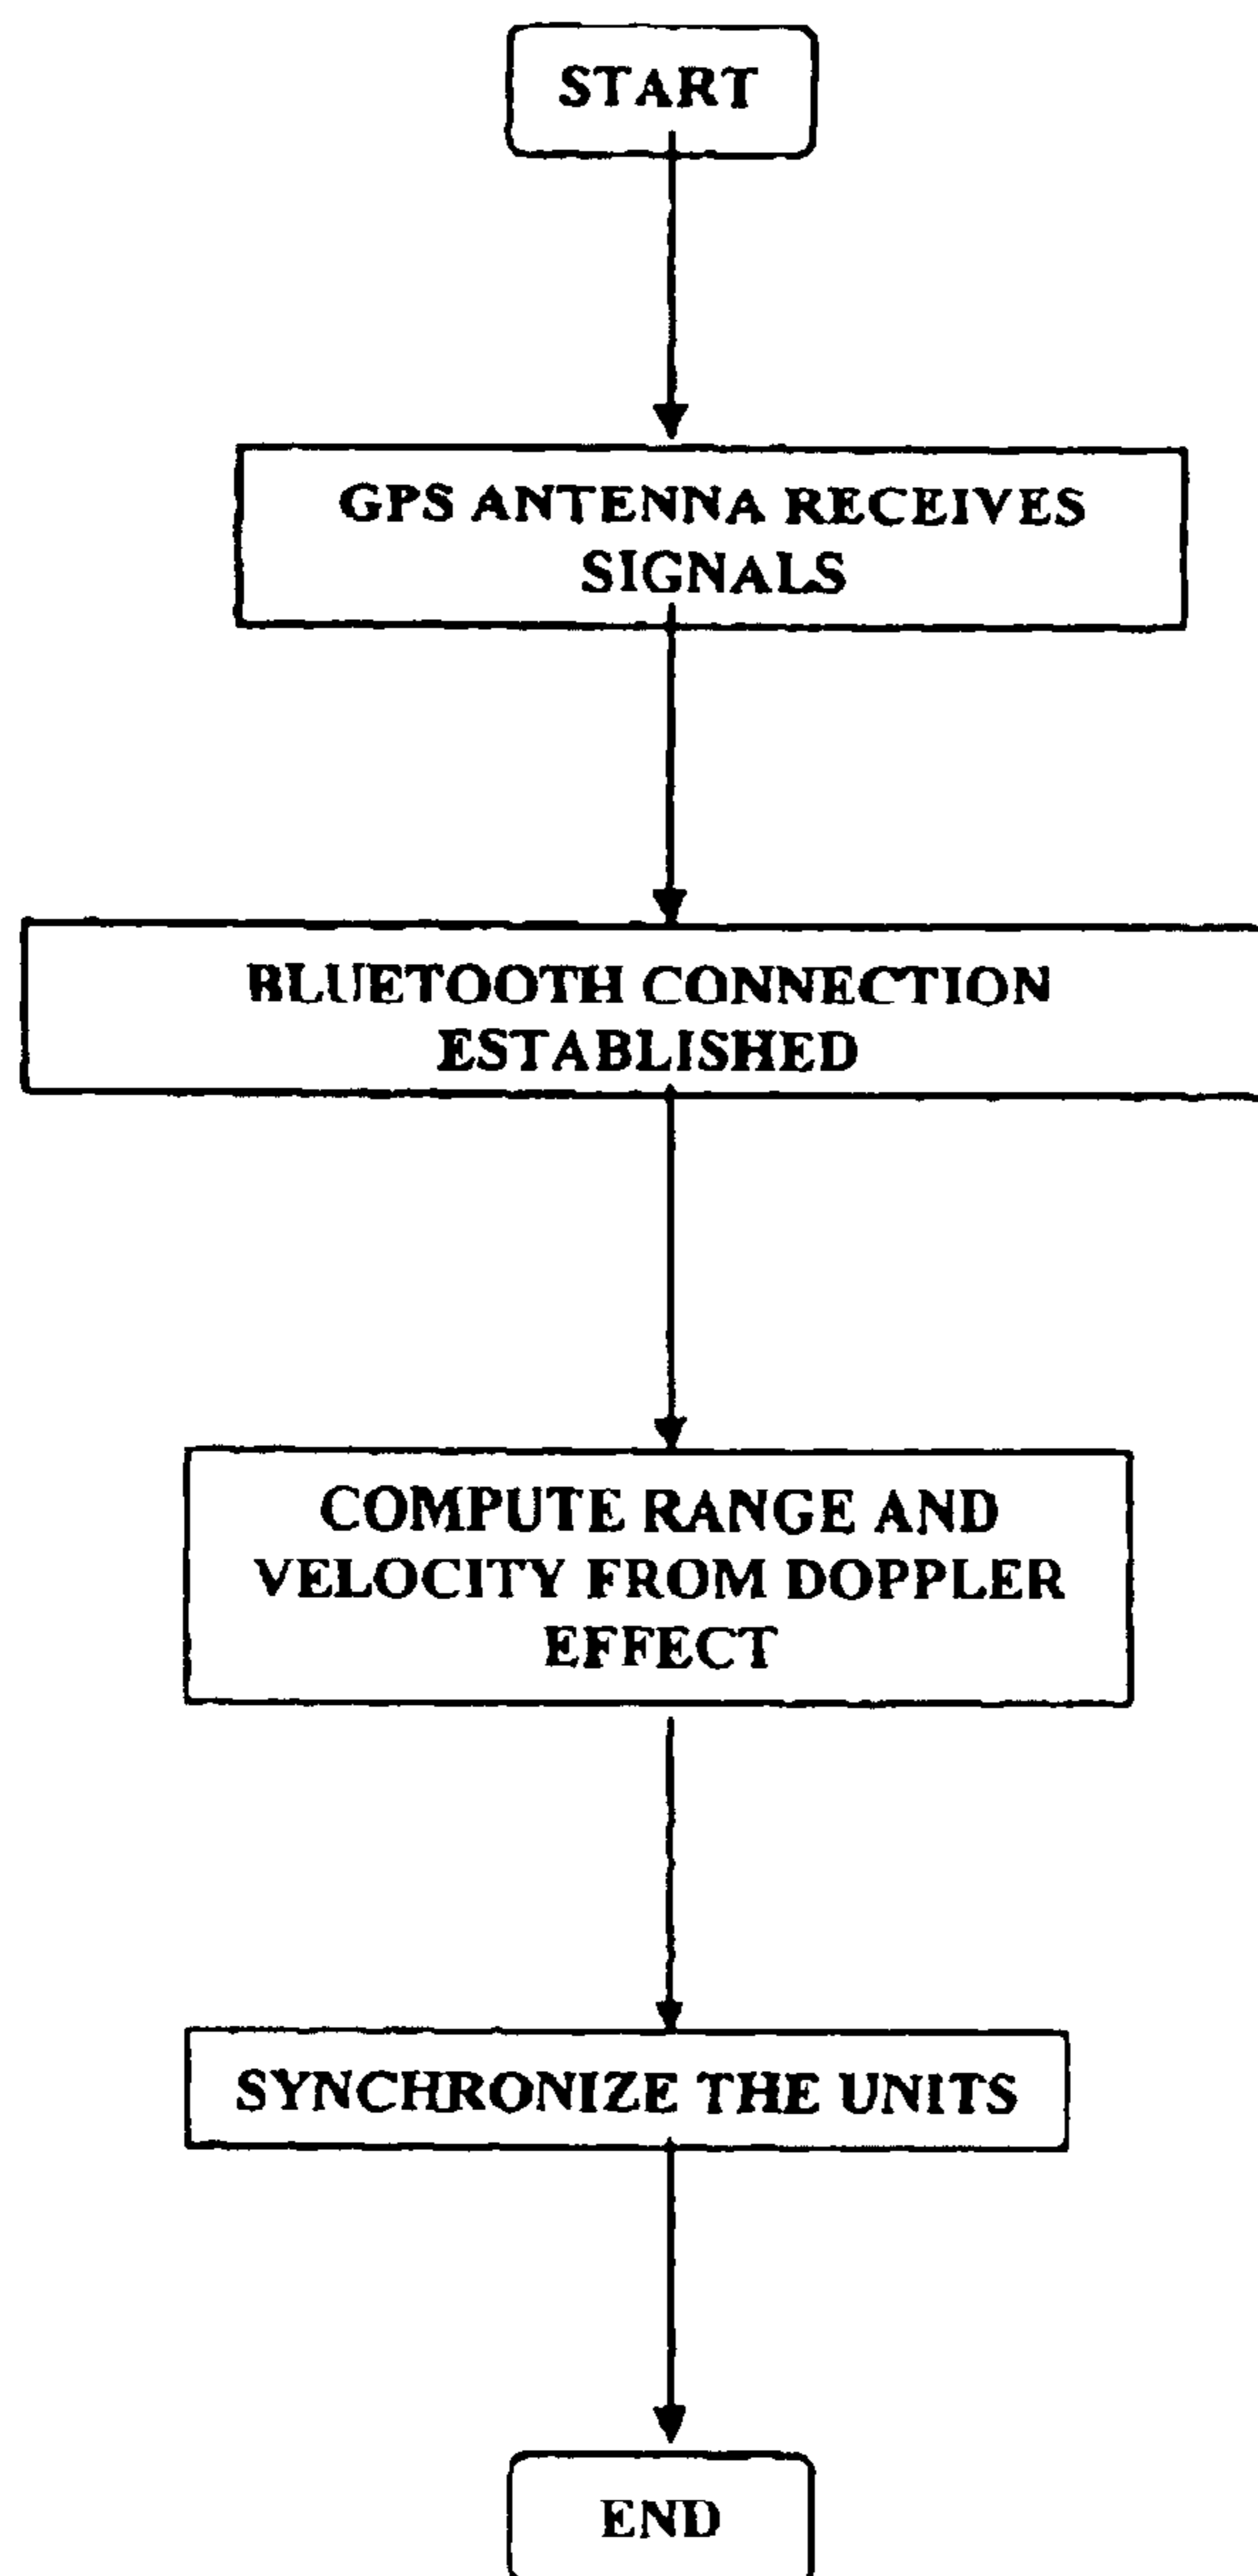 START
GPS ANTENNA RECEIVES
SIGNALS
BLUETOOTH CONNECTION
ESTABLISHED
COMPUTE RANGE AND
VELOCITY FROM DOPPLER
EFFECT
SYNCHRONIZE THE UNITS
END